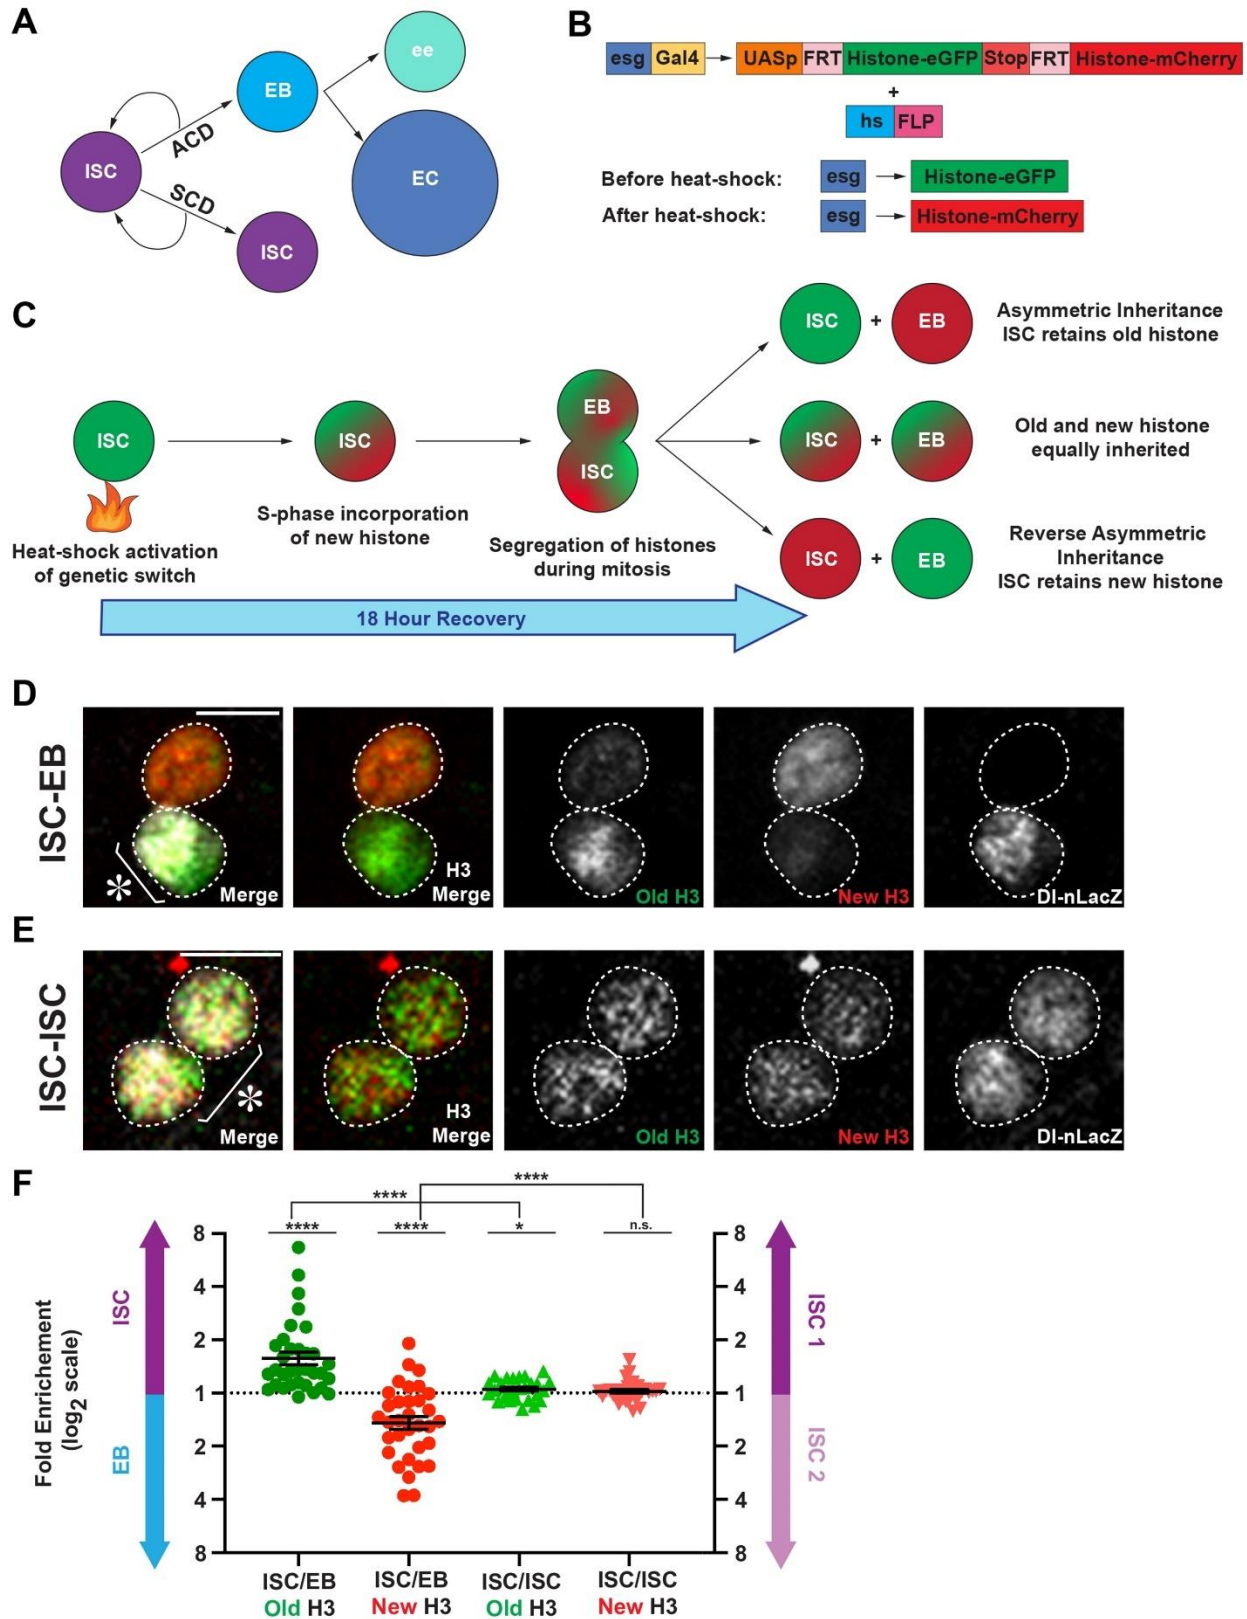 A
ISC
ACD
SCD
EB
ee
EC
ISC
B
esg Gal4 UASp FRT Histone-eGFP Stop FRT Histone-mCherry
+
hs FLP
Before heat-shock: esg Histone-eGFP
After heat-shock: esg Histone-mCherry
C
ISC
Heat-shock activation
of genetic switch
ISC
S-phase incorporation
of new histone
EB
ISC
Segregation of histones
during mitosis
ISC + EB
Asymmetric Inheritance
ISC retains old histone
ISC + EB
Old and new histone
equally inherited
ISC + EB
Reverse Asymmetric
Inheritance
ISC retains new histone
18 Hour Recovery
D
ISC-EB
*
Merge
H3
Merge
Old H3
New H3
Dl-nLacZ
E
ISC-ISC
*
Merge
H3
Merge
Old H3
New H3
Dl-nLacZ
F
Fold Enrichement
(log2 scale)
ISC
EB
8
4
2
1
2
4
8
****
****
****
****
*
n.s.
8
4
2
1
2
4
8
ISC 1
ISC 2
ISC/EB
Old H3
ISC/EB
New H3
ISC/ISC
Old H3
ISC/ISC
New H3